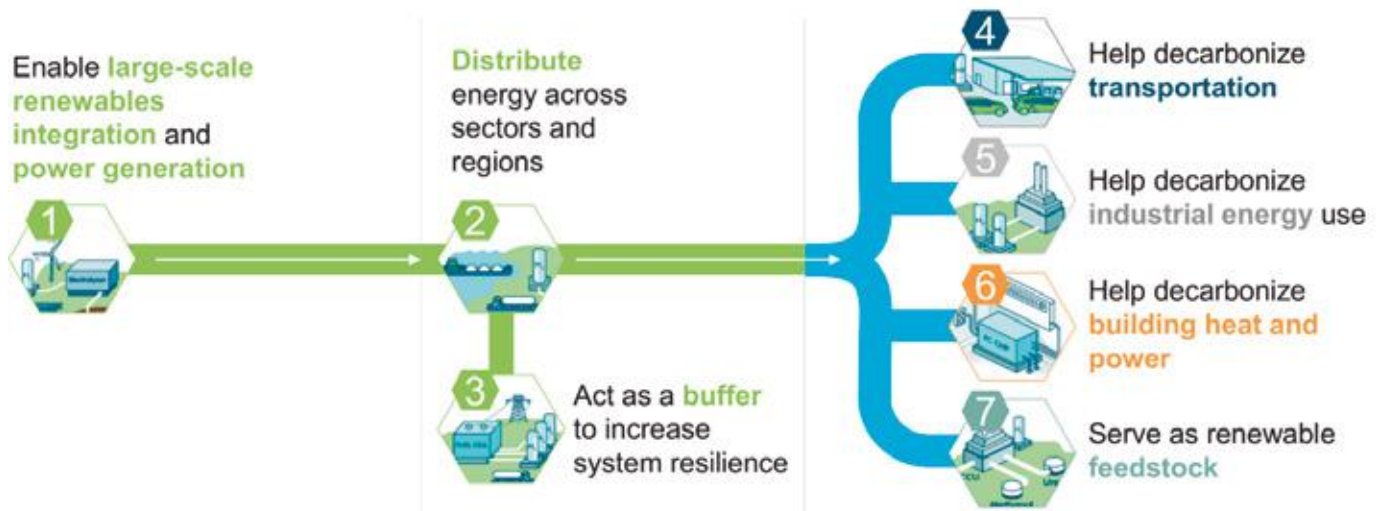 Enable large-scale
renewables
integration and
power generation
1
Distribute
energy across
sectors and
regions
2
3
Act as a buffer
to increase
system resilience
4
Help decarbonize
transportation
5
Help decarbonize
industrial energy use
6
Help decarbonize
building heat and
power
7
Serve as renewable
feedstock